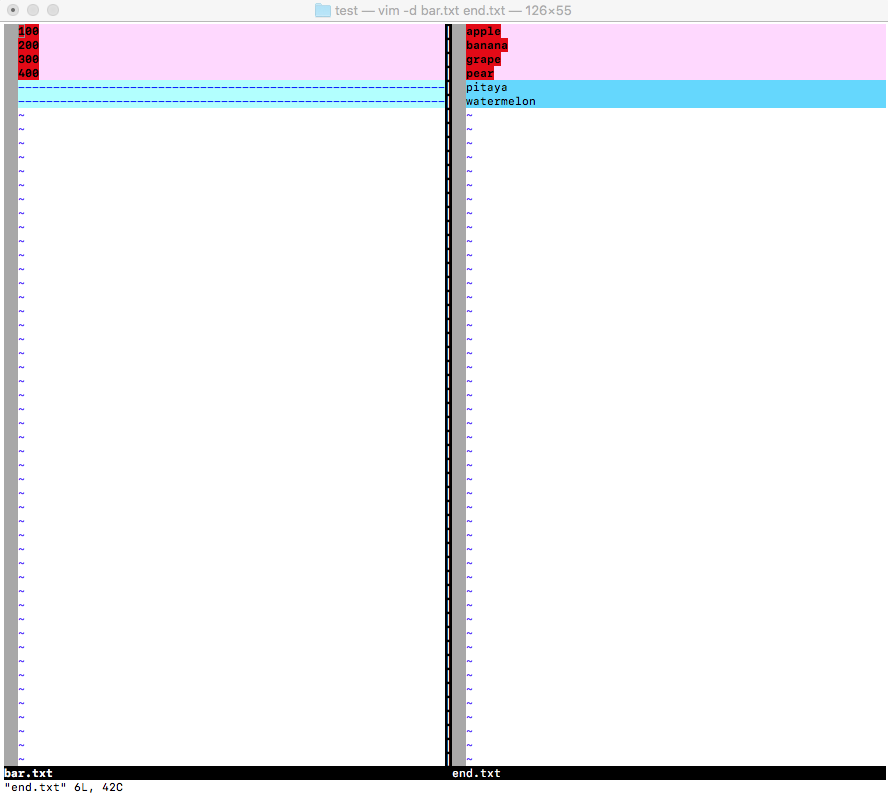 test — vim -d bar.txt end.txt — 126×55
100
200
300
400
apple
banana
grape
pear
pitaya
watermelon
bar.txt
end.txt
"end.txt" 6L, 42C